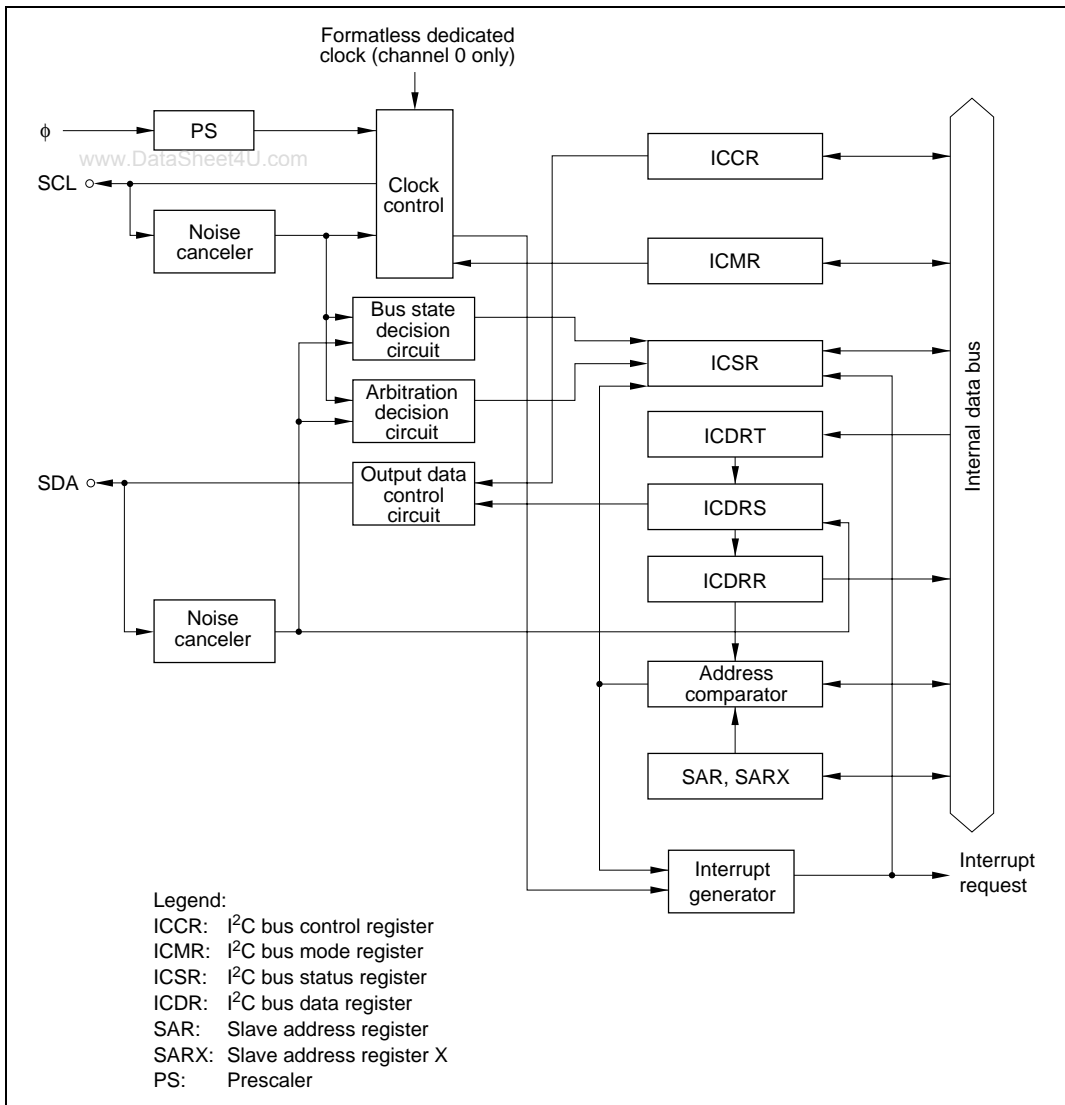 Formatless dedicated
clock (channel 0 only)
ϕ
PS
www.DataSheet4U.com
SCL
Clock
control
Noise
canceler
ICCR
ICMR
Bus state
decision
circuit
ICSR
Arbitration
decision
circuit
ICDRT
Internal data bus
SDA
Output data
control
circuit
ICDRS
ICDRR
Noise
canceler
Address
comparator
SAR, SARX
Interrupt
generator
Interrupt
request
Legend:
ICCR: I²C bus control register
ICMR: I²C bus mode register
ICSR: I²C bus status register
ICDR: I²C bus data register
SAR: Slave address register
SARX: Slave address register X
PS: Prescaler